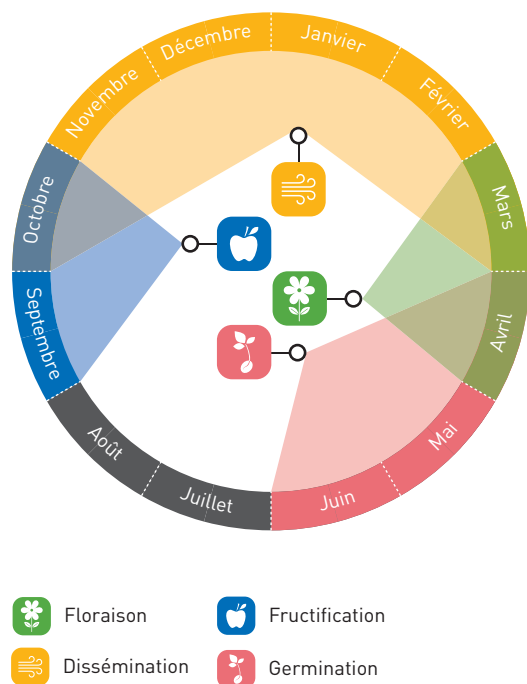 Janvier
Février
Mars
Avril
Mai
Juin
Juillet
Août
Septembre
Octobre
Novembre
Décembre
Floraison
Fructification
Dissémination
Germination